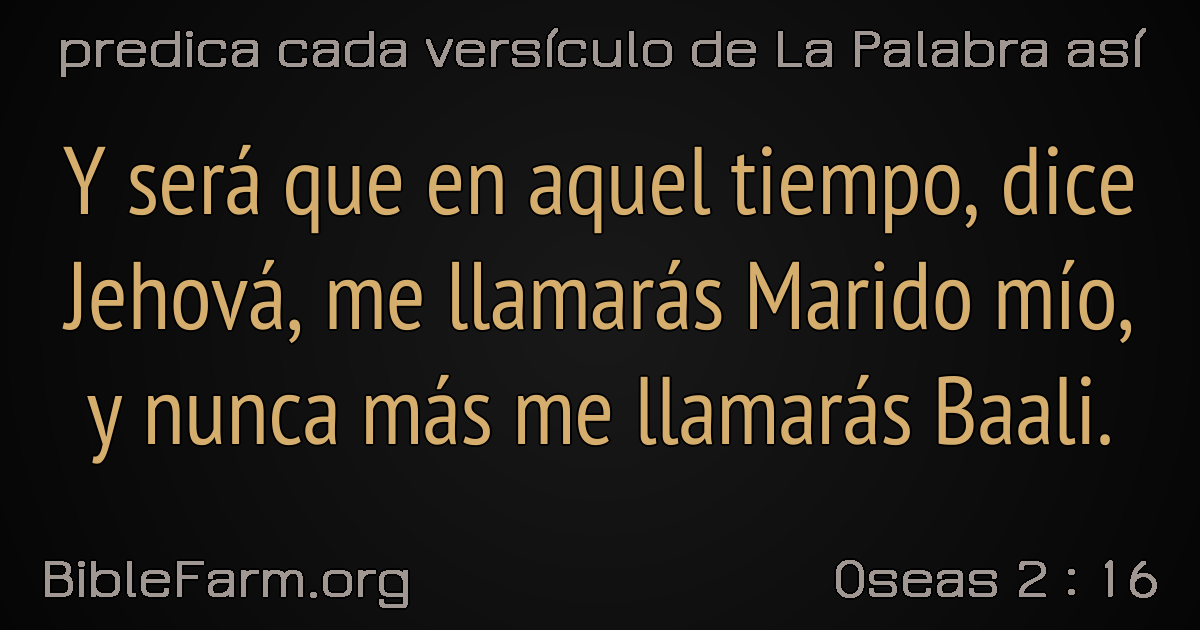 predica cada versículo de La Palabra así
Y será que en aquel tiempo, dice
Jehová, me llamarás Marido mío,
y nunca más me llamarás Baali.
BibleFarm.org
Oseas 2 : 16